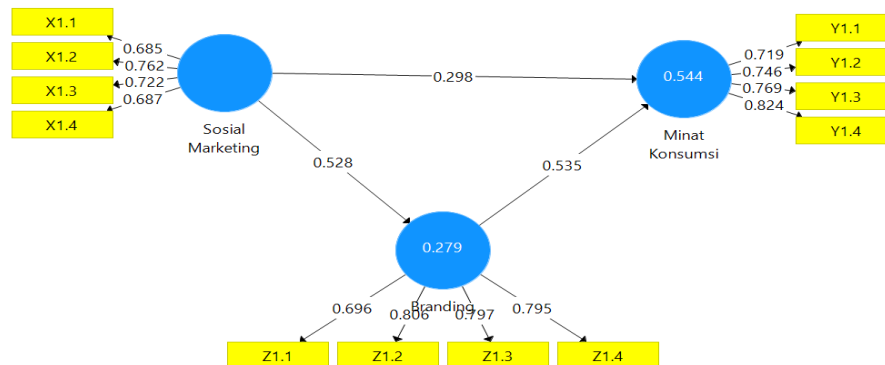 X1.1
X1.2
X1.3
X1.4
0.685
0.762
0.722
0.687
Sosial
Marketing
0.298
0.528
0.544
Minat
Konsumsi
0.719
0.746
0.769
0.824
Y1.1
Y1.2
Y1.3
Y1.4
0.535
0.279
Branding
0.696
0.806
0.797
0.795
Z1.1
Z1.2
Z1.3
Z1.4